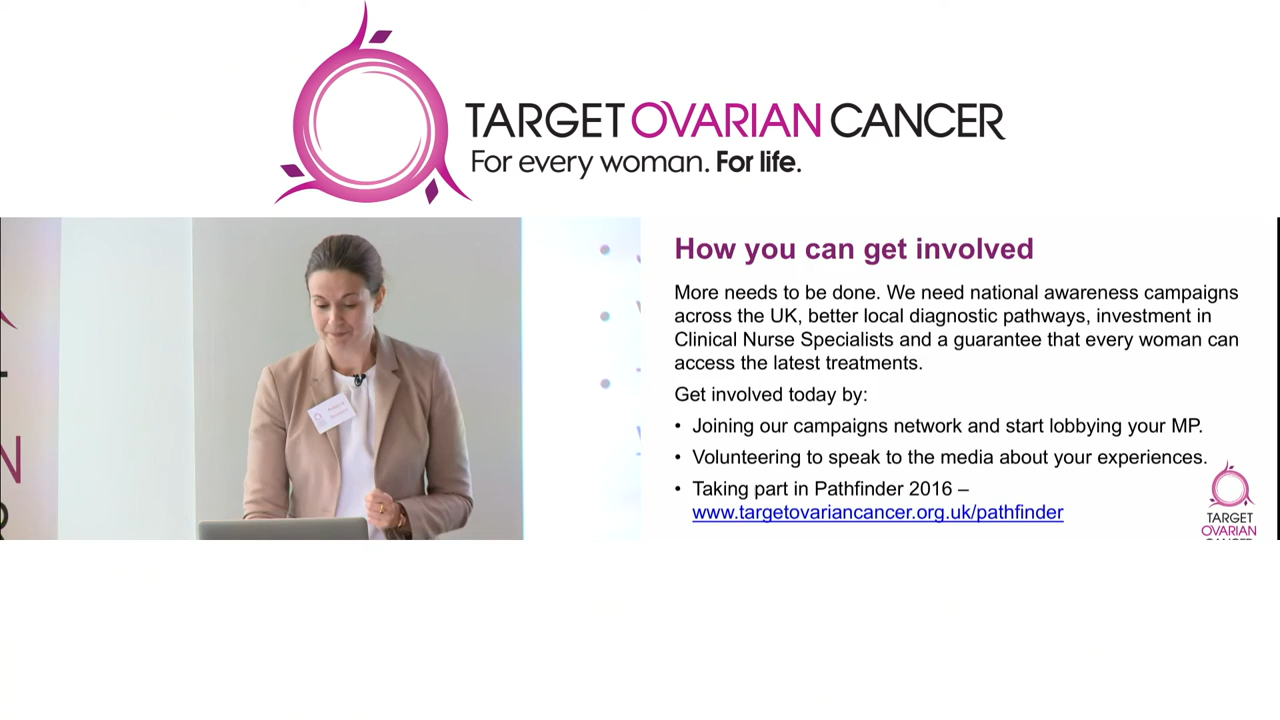 TARGET OVARIAN CANCER
For every woman. For life.
How you can get involved
More needs to be done. We need national awareness campaigns
across the UK, better local diagnostic pathways, investment in
Clinical Nurse Specialists and a guarantee that every woman can
access the latest treatments.
Get involved today by:
• Joining our campaigns network and start lobbying your MP.
• Volunteering to speak to the media about your experiences.
• Taking part in Pathfinder 2016 –
www.targetovariancancer.org.uk/pathfinder
TARGET
OVARIAN
CANCER